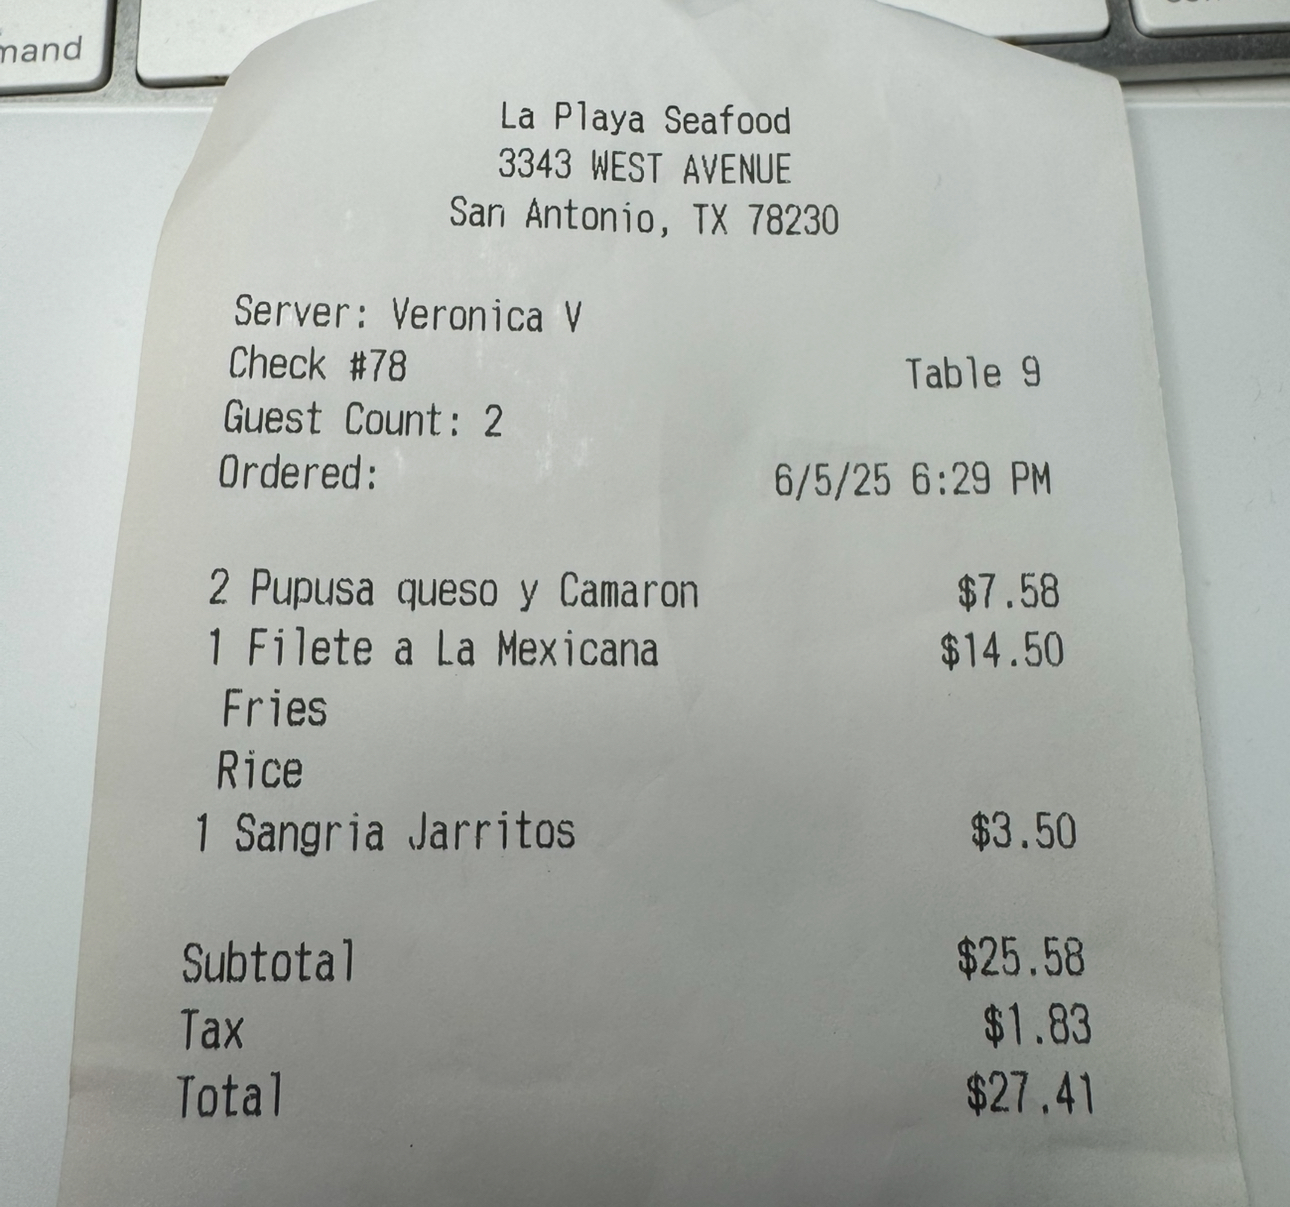 mand
La Playa Seafood
3343 WEST AVENUE
San Antonio, TX 78230
Server: Veronica V
Check #78 Table 9
Guest Count: 2
Ordered: 6/5/25 6:29 PM
2 Pupusa queso y Camaron $7.58
1 Filete a La Mexicana $14.50
Fries
Rice
1 Sangria Jarritos $3.50
Subtotal $25.58
Tax $1.83
Total $27.41